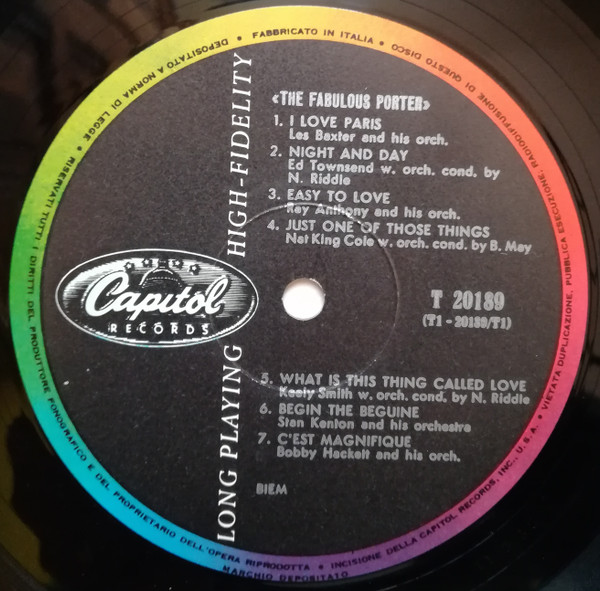 «THE FABULOUS PORTER»
1. I LOVE PARIS
Les Baxter and his orch.
2. NIGHT AND DAY
Ed Townsend w. orch. cond. by
N. Riddle
3. EASY TO LOVE
Ray Anthony and his orch.
4. JUST ONE OF THOSE THINGS
Nat King Cole w. orch. cond. by B. May
T 20189
(T1 - 20189/T1)
Capitol
RECORDS
LONG PLAYING HIGH-FIDELITY
5. WHAT IS THIS THING CALLED LOVE
Keely Smith w. orch. cond. by N. Riddle
6. BEGIN THE BEGUINE
Stan Kenton and his orchestra
7. C'EST MAGNIFIQUE
Bobby Hackett and his orch.
BIEM
FABBRICATO IN ITALIA • VIETATA DUPLICAZIONE, PUBBLICA ESECUZIONE, RADIODIFFUSIONE DI QUESTO DISCO
• INCISIONE DELLA CAPITOL RECORDS, INC., U.S.A. •
RISERVATI TUTTI I DIRITTI DEL PRODUTTORE FONOGRAFICO E DEL PROPRIETARIO DELL'OPERA RIPRODOTTA •
DEPOSITATO A NORMA DI LEGGE •
MARCHIO DEPOSITATO